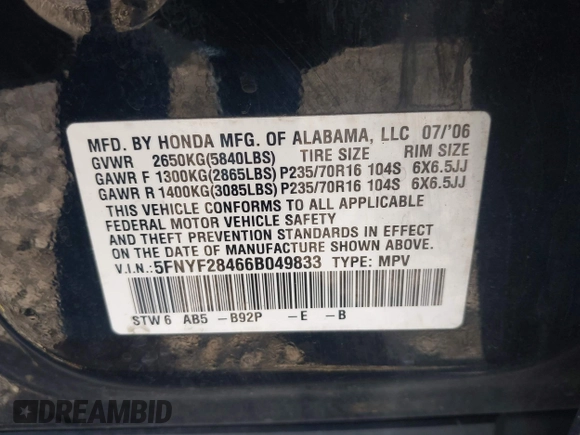 MFD. BY HONDA MFG. OF ALABAMA, LLC 07/'06
GVWR 2650KG(5840LBS) TIRE SIZE RIM SIZE
GAWR F 1300KG(2865LBS) P235/70R16 104S 6X6.5JJ
GAWR R 1400KG(3085LBS) P235/70R16 104S 6X6.5JJ
THIS VEHICLE CONFORMS TO ALL APPLICABLE
FEDERAL MOTOR VEHICLE SAFETY
AND THEFT PREVENTION STANDARDS IN EFFECT
ON THE DATE OF MANUFACTURE SHOWN ABOVE.
V.I.N.: 5FNYF28466B049833 TYPE: MPV
STW 6 AB5 -B92P -E -B
DREAMBID